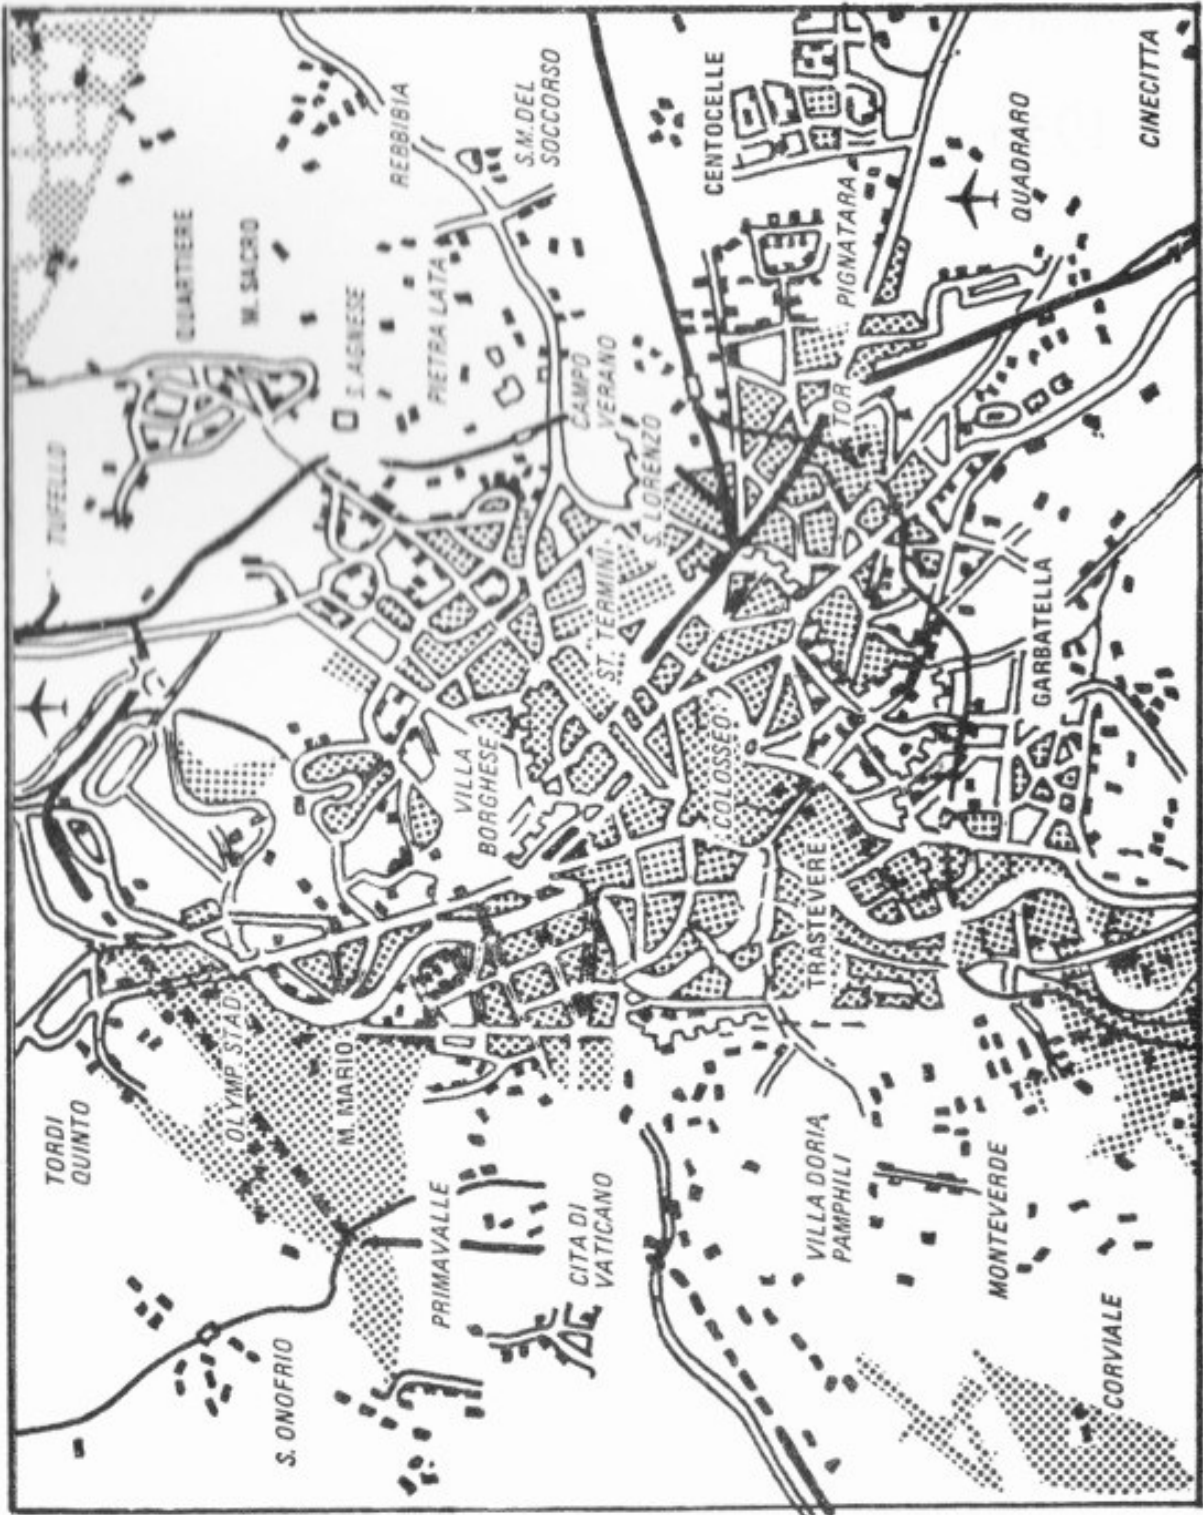 TORDI
QUINTO
S. ONOFRIO
OLYMP. STAD
M. MARIO
PRIMAVALLE
CITA DI
VATICANO
VILLA DORIA
PAMPHILI
MONTEVERDE
CORVIALE
TRASTEVERE
VILLA
BORGHESE
COLOSSEO
GARBATELLA
ST. TERMINI
S. LORENZO
TUFELLO
CAMPO
VERANO
QUARTIERE
M. SACRO
S. AGNESE
PIETRA LATA
REBBIBIA
S.M. DEL
SOCCORSO
TOR PIGNATARA
CENTOCELLE
QUADRARO
CINECITTA